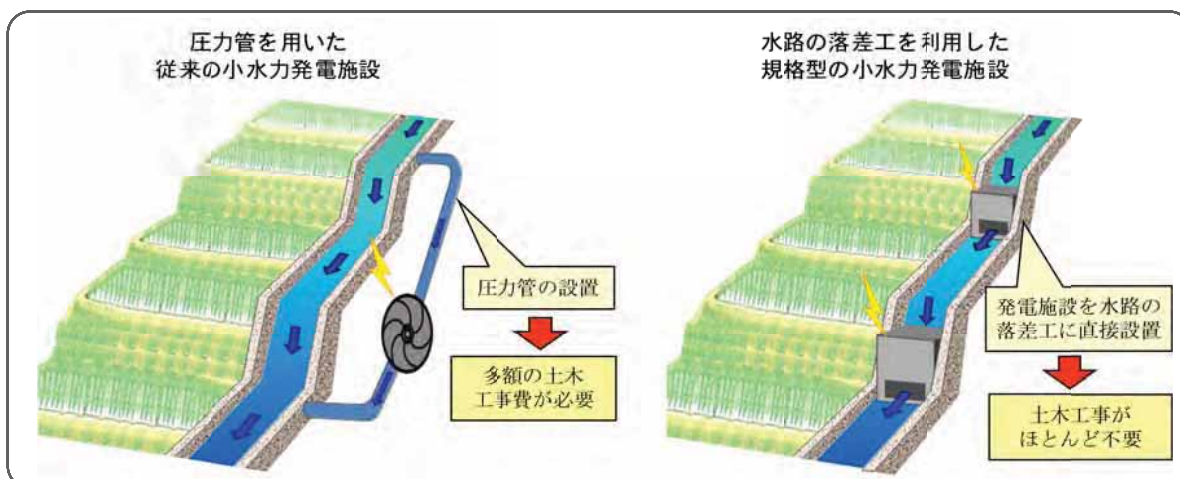 圧力管を用いた
従来の小水力発電施設
圧力管の設置
多額の土木
工事費が必要
水路の落差工を利用した
規格型の小水力発電施設
発電施設を水路の
落差工に直接設置
土木工事が
ほとんど不要